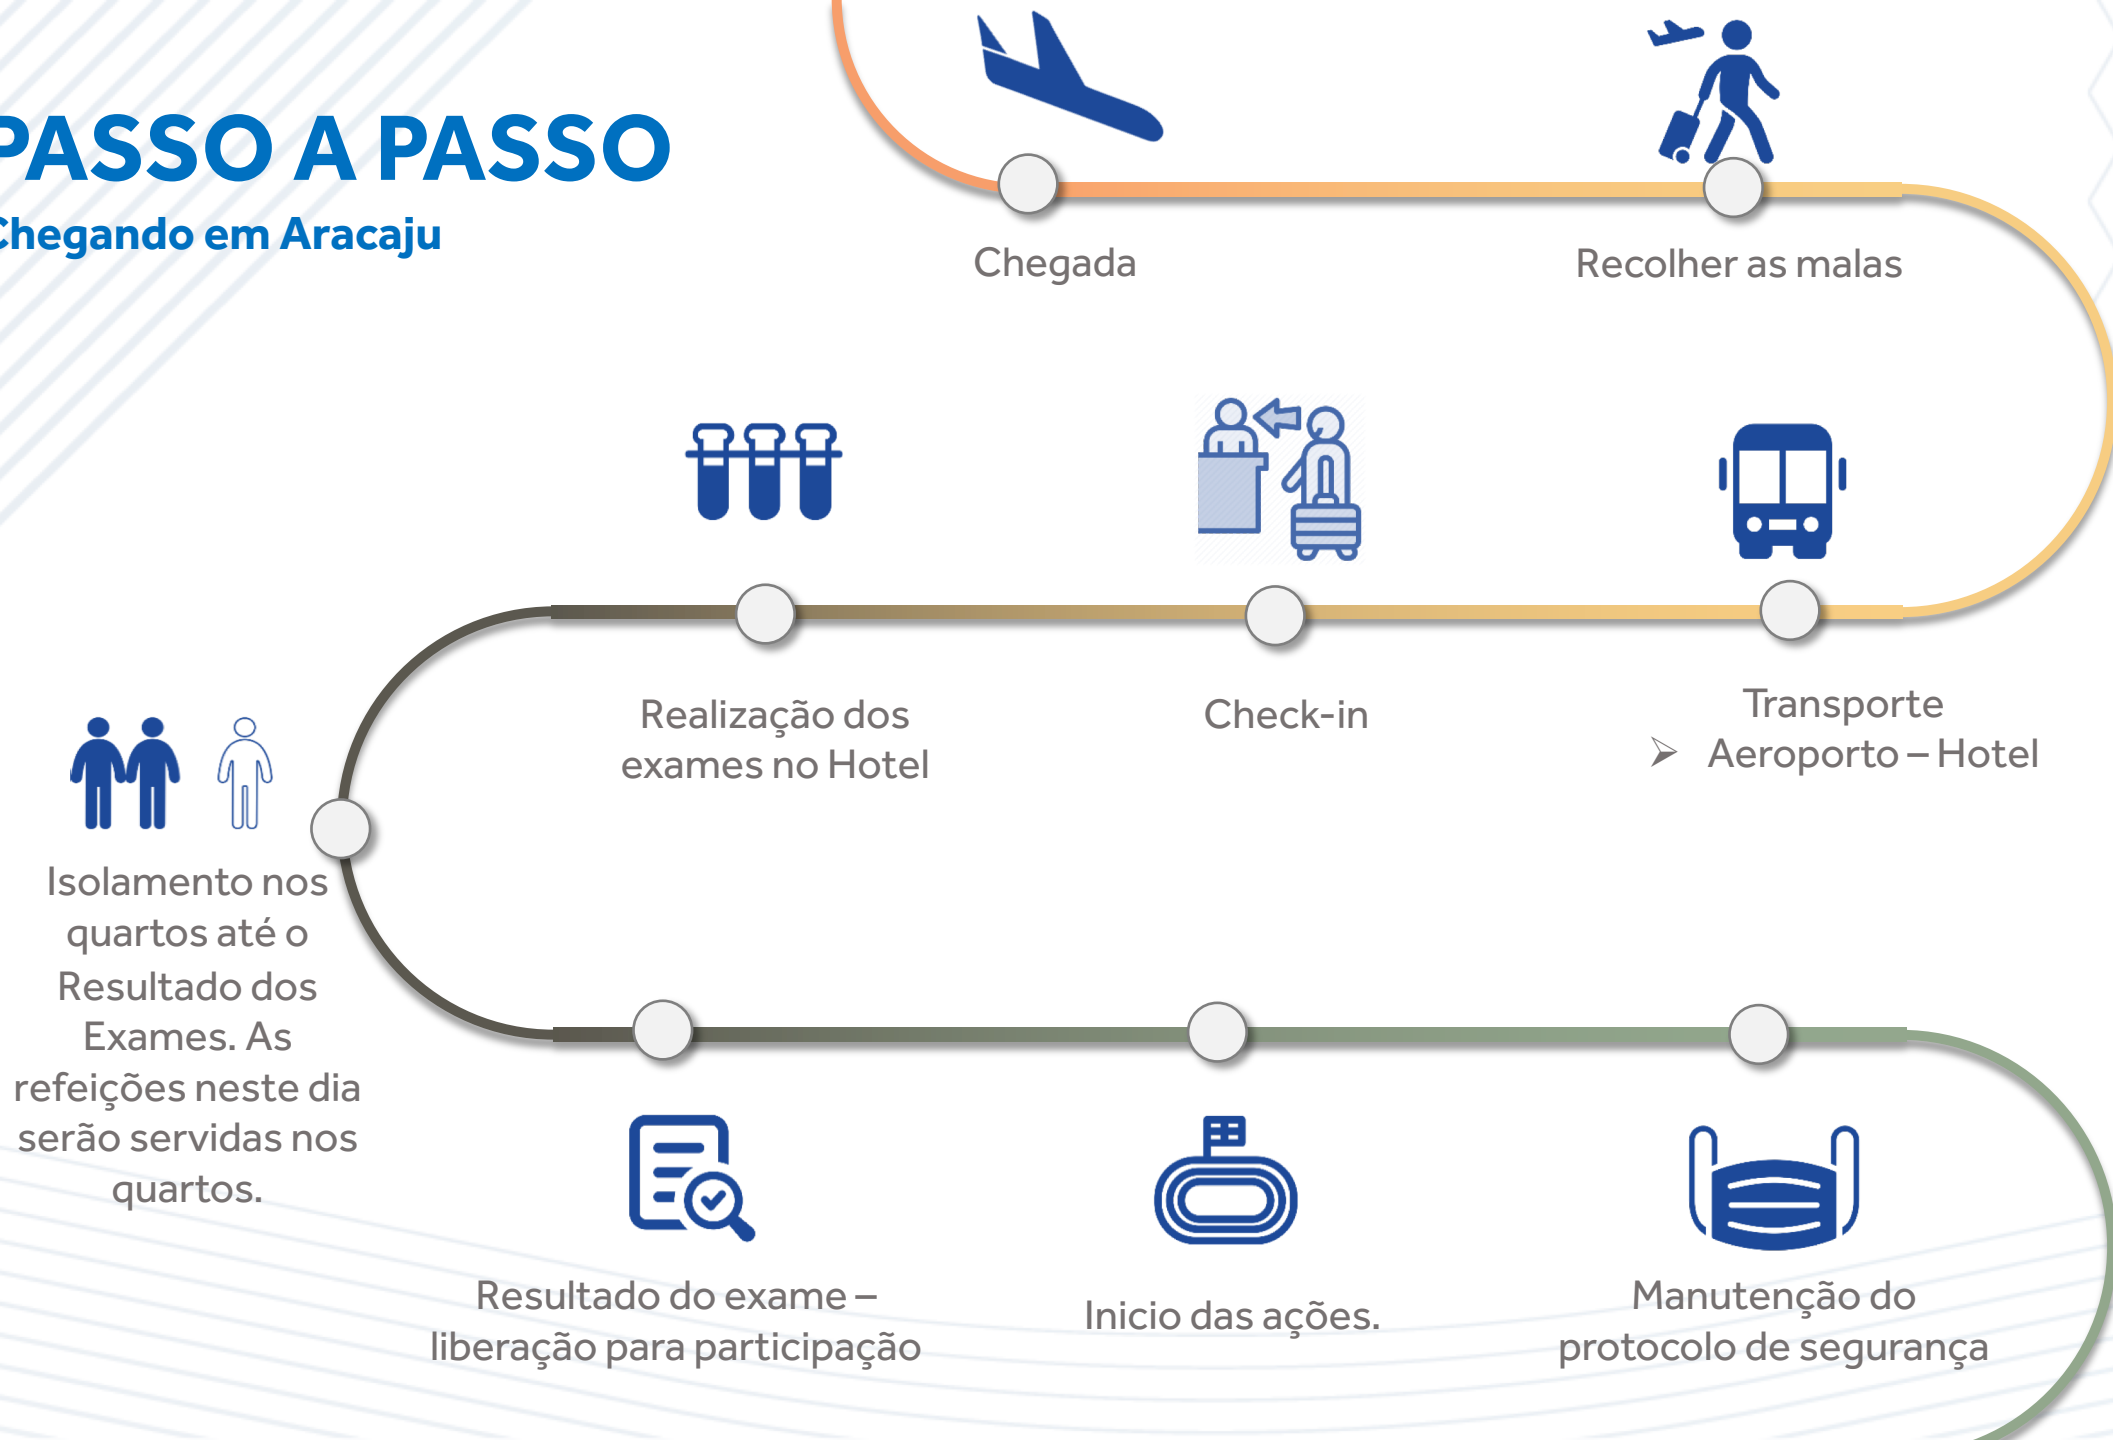 PASSO A PASSO
Chegando em Aracaju
Chegada
Recolher as malas
Transporte
➢ Aeroporto – Hotel
Check-in
Realização dos
exames no Hotel
Isolamento nos
quartos até o
Resultado dos
Exames. As
refeições neste dia
serão servidas nos
quartos.
Resultado do exame –
liberação para participação
Inicio das ações.
Manutenção do
protocolo de segurança